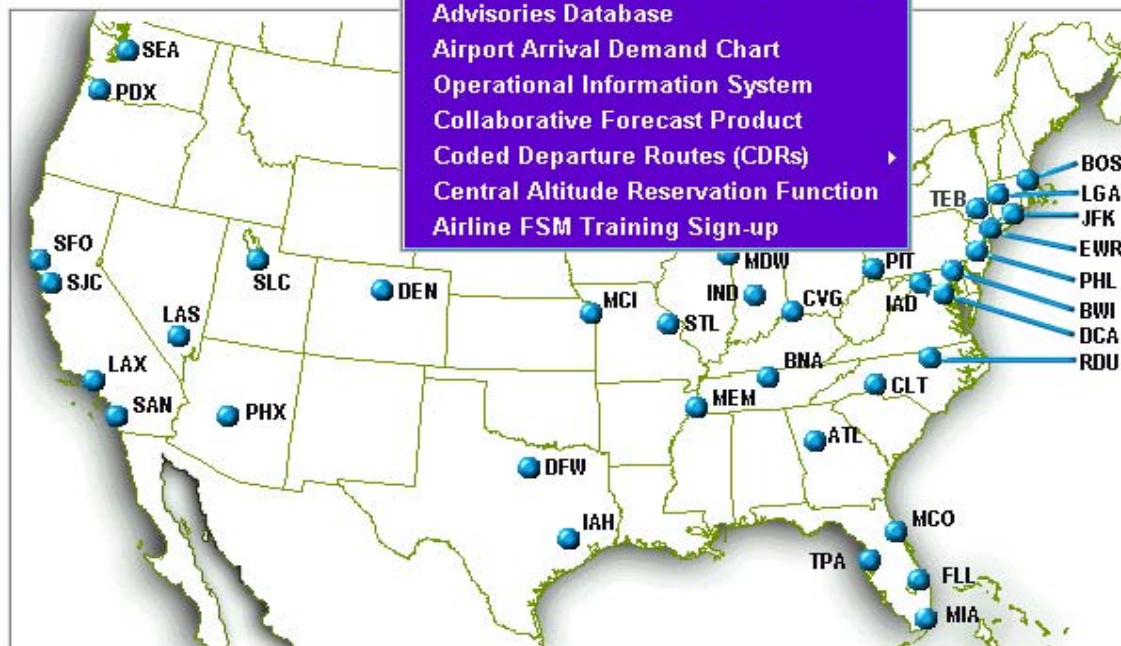 Advisories Database
Airport Arrival Demand Chart
Operational Information System
Collaborative Forecast Product
Coded Departure Routes (CDRs)
Central Altitude Reservation Function
Airline FSM Training Sign-up
SEA
PDX
BOS
LGA
TEB
JFK
EWR
SFO
SJC
SLC
DEN
MDW
PIT
PHL
IND
CVG
IAD
BWI
MCI
STL
DCA
LAS
BNA
RDU
LAX
CLT
MEM
SAN
PHX
ATL
DFW
IAH
MCO
TPA
FLL
MIA